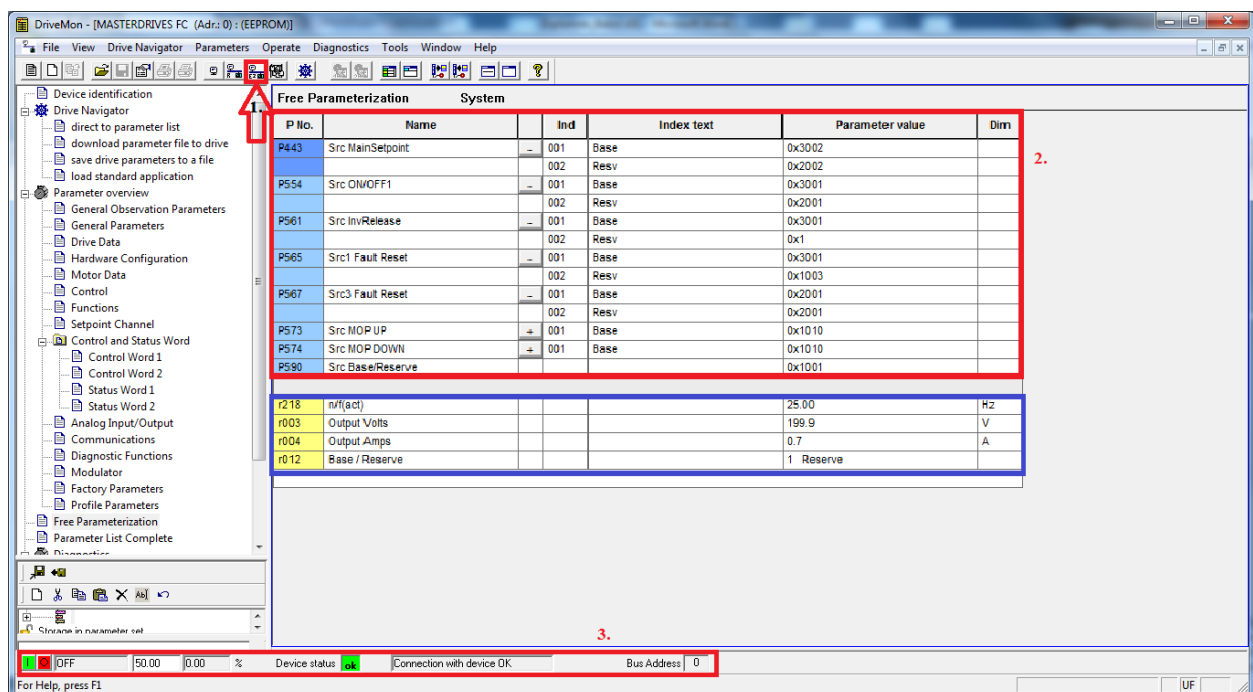 DriveMon - [MASTERDRIVES FC (Adr.: 0) : (EEPROM)]
File View Drive Navigator Parameters Operate Diagnostics Tools Window Help
1.
Device identification
Drive Navigator
direct to parameter list
download parameter file to drive
save drive parameters to a file
load standard application
Parameter overview
General Observation Parameters
General Parameters
Drive Data
Hardware Configuration
Motor Data
Control
Functions
Setpoint Channel
Control and Status Word
Control Word 1
Control Word 2
Status Word 1
Status Word 2
Analog Input/Output
Communications
Diagnostic Functions
Modulator
Factory Parameters
Profile Parameters
Free Parameterization
Parameter List Complete
Diagnostics
Storage in parameter set
Free Parameterization System
P No. Name Ind Index text Parameter value Dim
P443 Src MainSetpoint - 001 Base 0x3002
002 Resv 0x2002
P554 Src ON/OFF1 - 001 Base 0x3001
002 Resv 0x2001
P561 Src InvRelease - 001 Base 0x3001
002 Resv 0x1
P565 Src1 Fault Reset - 001 Base 0x3001
002 Resv 0x1003
P567 Src3 Fault Reset - 001 Base 0x2001
002 Resv 0x2001
P573 Src MOP UP + 001 Base 0x1010
P574 Src MOP DOWN + 001 Base 0x1010
P590 Src Base/Reserve 0x1001
2.
r218 n/f(act) 25.00 Hz
r003 Output Volts 199.9 V
r004 Output Amps 0.7 A
r012 Base / Reserve 1 Reserve
3.
I O OFF 50.00 0.00 % Device status ok Connection with device OK Bus Address 0
For Help, press F1 UF